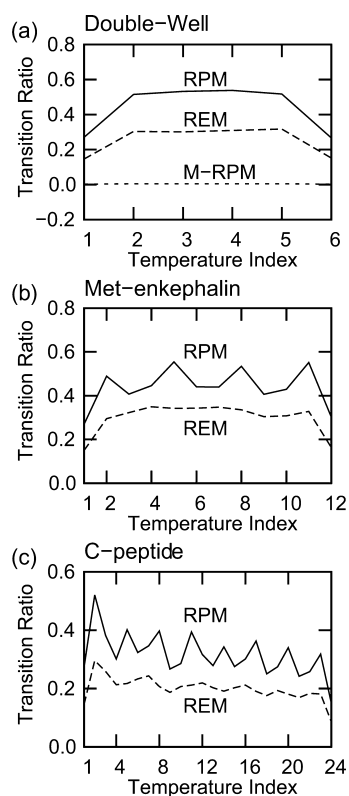 (a) Double−Well
0.8
0.6
0.4
0.2
0.0
−0.2
Transition Ratio
RPM
REM
M−RPM
1 2 3 4 5 6
Temperature Index
(b) Met−enkephalin
0.8
0.6
0.4
0.2
0.0
Transition Ratio
RPM
REM
1 2 4 6 8 10 12
Temperature Index
(c) C−peptide
0.6
0.4
0.2
0.0
Transition Ratio
RPM
REM
1 4 8 12 16 20 24
Temperature Index